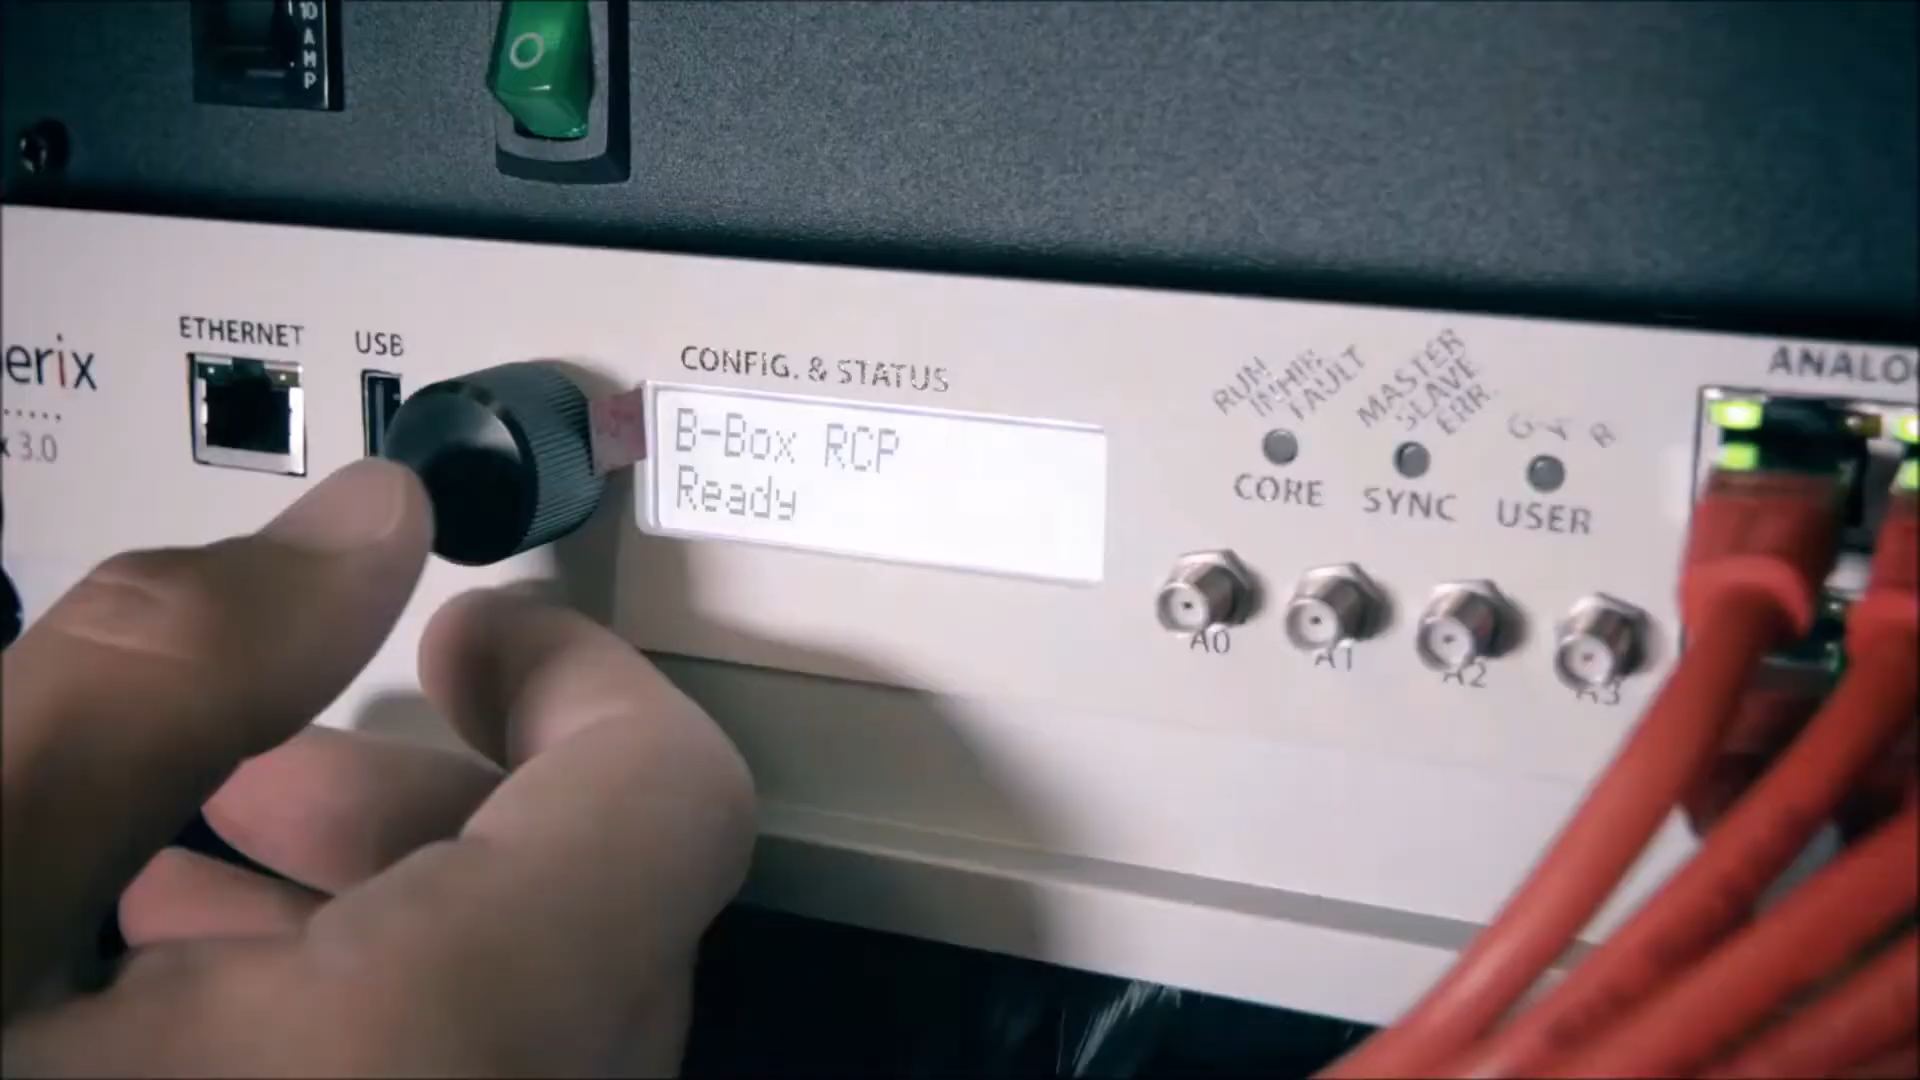 10
AMP
O
erix
x 3.0
ETHERNET
USB
CONFIG. & STATUS
B-Box RCP
Ready
RUN
INHIB
FAULT
CORE
MASTER
SLAVE
ERR.
SYNC
G Y R
USER
ANALO
A0
A1
A2
A3